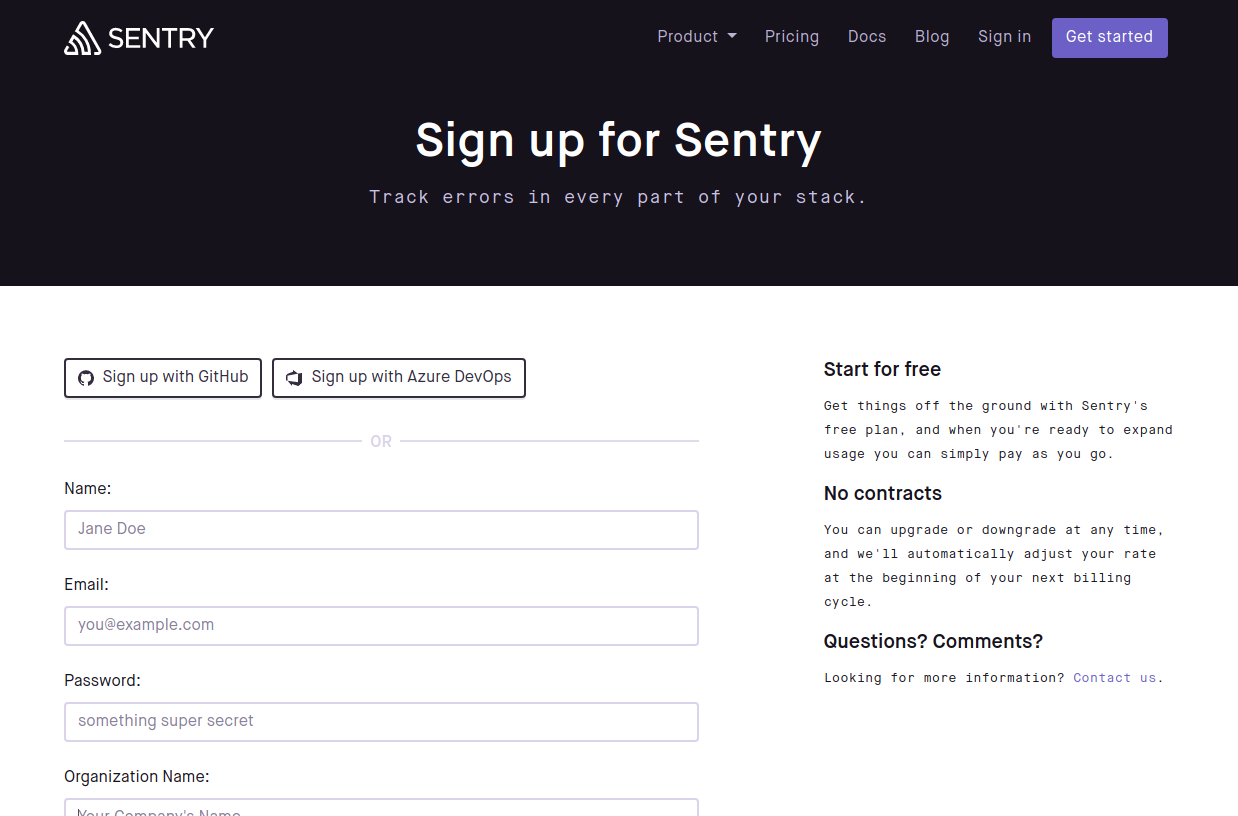 SENTRY
Product Pricing Docs Blog Sign in Get started
Sign up for Sentry
Track errors in every part of your stack.
Sign up with GitHub Sign up with Azure DevOps
OR
Name:
Jane Doe
Email:
you@example.com
Password:
something super secret
Organization Name:
Your Company's Name
Start for free
Get things off the ground with Sentry's
free plan, and when you're ready to expand
usage you can simply pay as you go.
No contracts
You can upgrade or downgrade at any time,
and we'll automatically adjust your rate
at the beginning of your next billing
cycle.
Questions? Comments?
Looking for more information? Contact us.